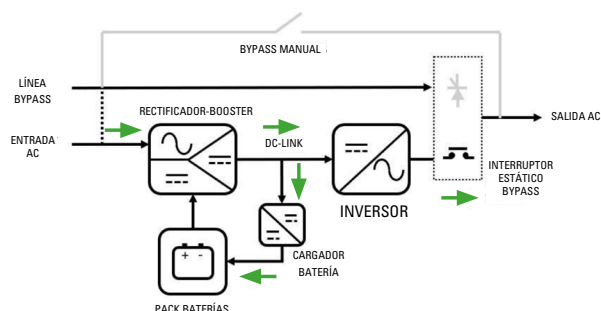 BYPASS MANUAL
LÍNEA
BYPASS
RECTIFICADOR-BOOSTER
SALIDA AC
ENTRADA
AC
DC-LINK
INTERRUPTOR
ESTÁTICO
BYPASS
INVERSOR
+ -
CARGADOR
BATERÍA
PACK BATERÍAS